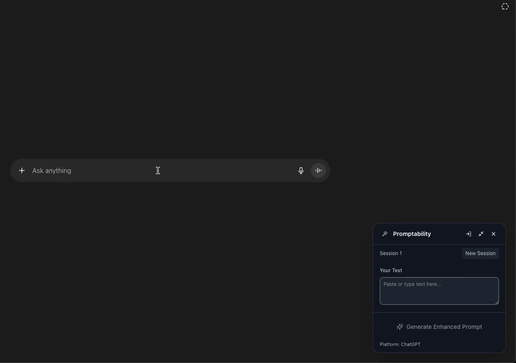 Ask anything
Promptability
Session 1
New Session
Your Text
Paste or type text here...
Generate Enhanced Prompt
Platform: ChatGPT